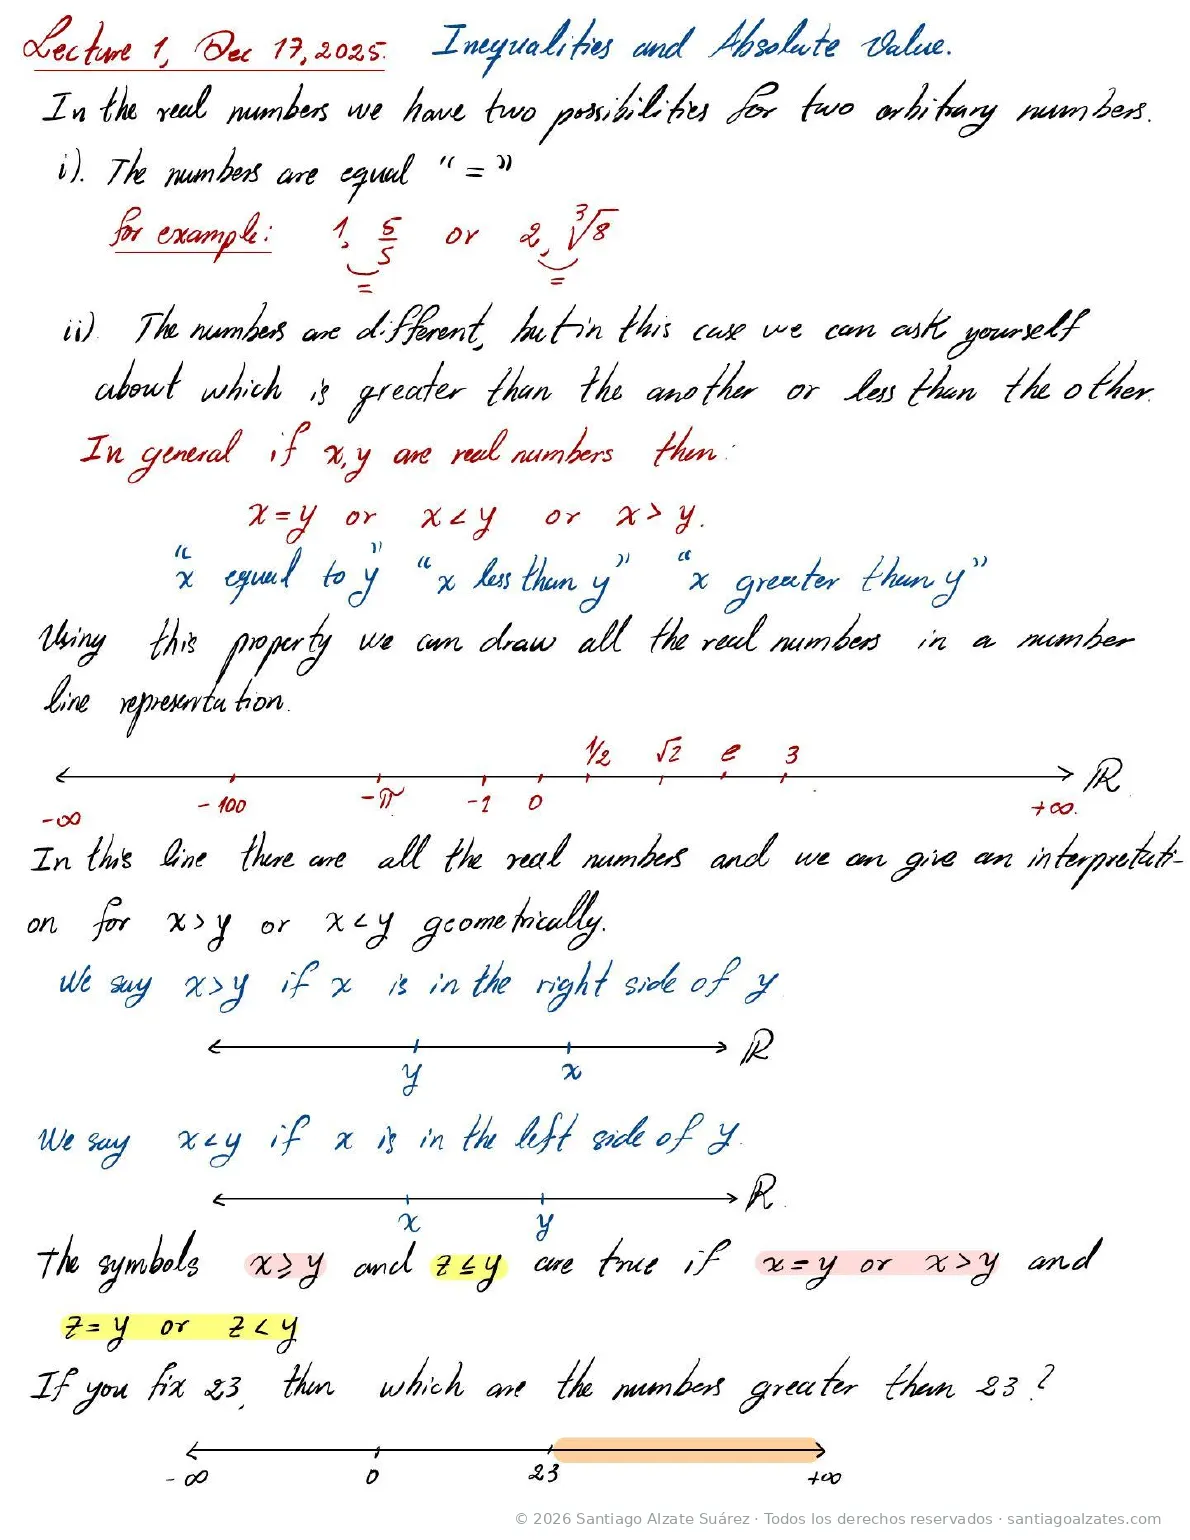 Lecture 1, Dec 17, 2025. Inequalities and Absolute Value.
In the real numbers we have two possibilities for two arbitrary numbers.
i). The numbers are equal “ = ”
for example: 1, 5/5 or 2, ∛8
= =
ii). The numbers are different, but in this case we can ask yourself
about which is greater than the another or less than the other.
In general if x,y are real numbers then:
x = y or x < y or x > y.
“x equal to y” “x less than y” “x greater than y”
Using this property we can draw all the real numbers in a number
line representation.
1/2 √2 e 3
ℝ
-∞ -100 -π -1 0 +∞.
In this line there are all the real numbers and we can give an interpretati-
on for x>y or x<y geometrically.
We say x>y if x is in the right side of y
ℝ
y x
We say x<y if x is in the left side of y.
ℝ.
x y
The symbols x≥y and z≤y are true if x=y or x>y and
z=y or z<y
If you fix 23, then which are the numbers greater than 23?
-∞ 0 23 +∞
© 2026 Santiago Alzate Suárez · Todos los derechos reservados · santiagoalzates.com